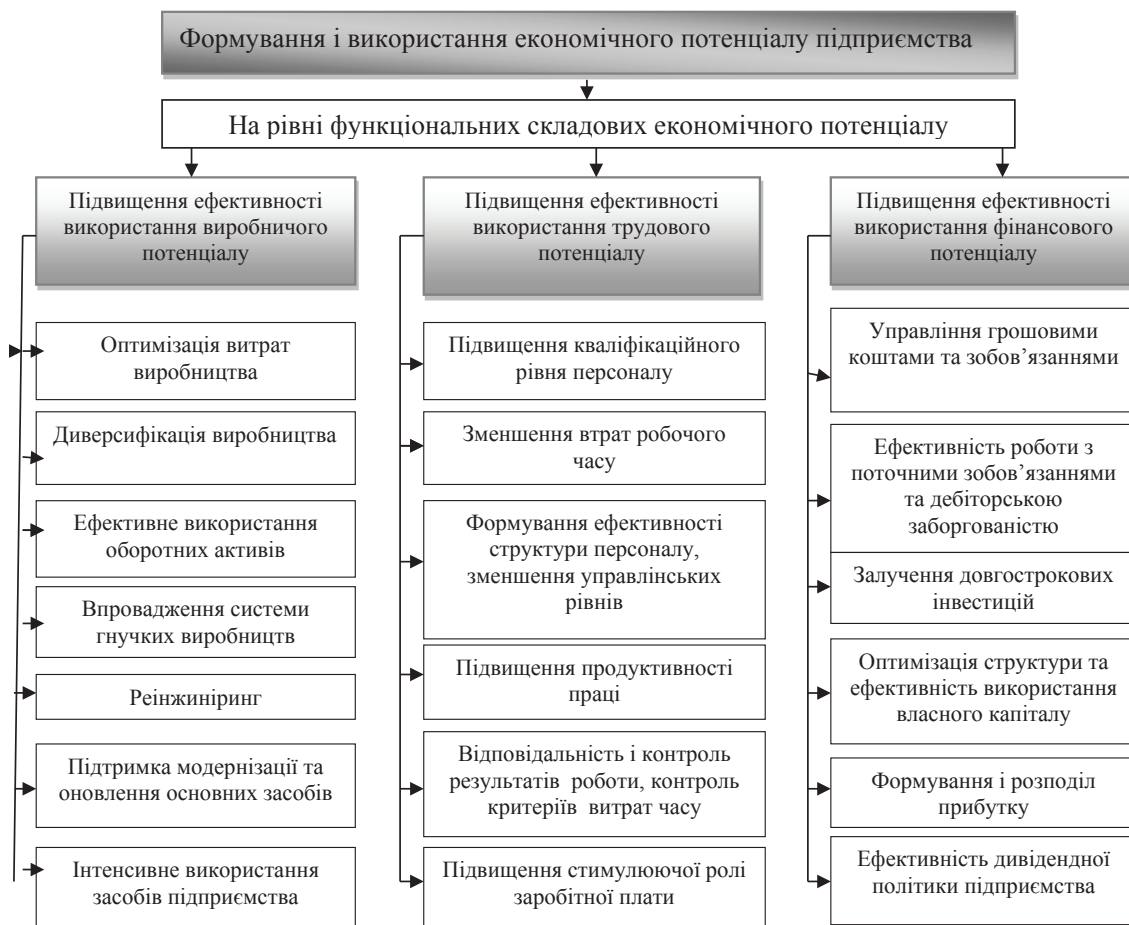 Формування і використання економічного потенціалу підприємства
На рівні функціональних складових економічного потенціалу
Підвищення ефективності
використання виробничого
потенціалу
Оптимізація витрат
виробництва
Диверсифікація виробництва
Ефективне використання
оборотних активів
Впровадження системи
гнучких виробництв
Реінжиніринг
Підтримка модернізації та
оновлення основних засобів
Інтенсивне використання
засобів підприємства
Підвищення ефективності
використання трудового
потенціалу
Підвищення кваліфікаційного
рівня персоналу
Зменшення втрат робочого
часу
Формування ефективності
структури персоналу,
зменшення управлінських
рівнів
Підвищення продуктивності
праці
Відповідальність і контроль
результатів роботи, контроль
критеріїв витрат часу
Підвищення стимулюючої ролі
заробітної плати
Підвищення ефективності
використання фінансового
потенціалу
Управління грошовими
коштами та зобов’язаннями
Ефективність роботи з
поточними зобов’язаннями
та дебіторською
заборгованістю
Залучення довгострокових
інвестицій
Оптимізація структури та
ефективність використання
власного капіталу
Формування і розподіл
прибутку
Ефективність дивідендної
політики підприємства